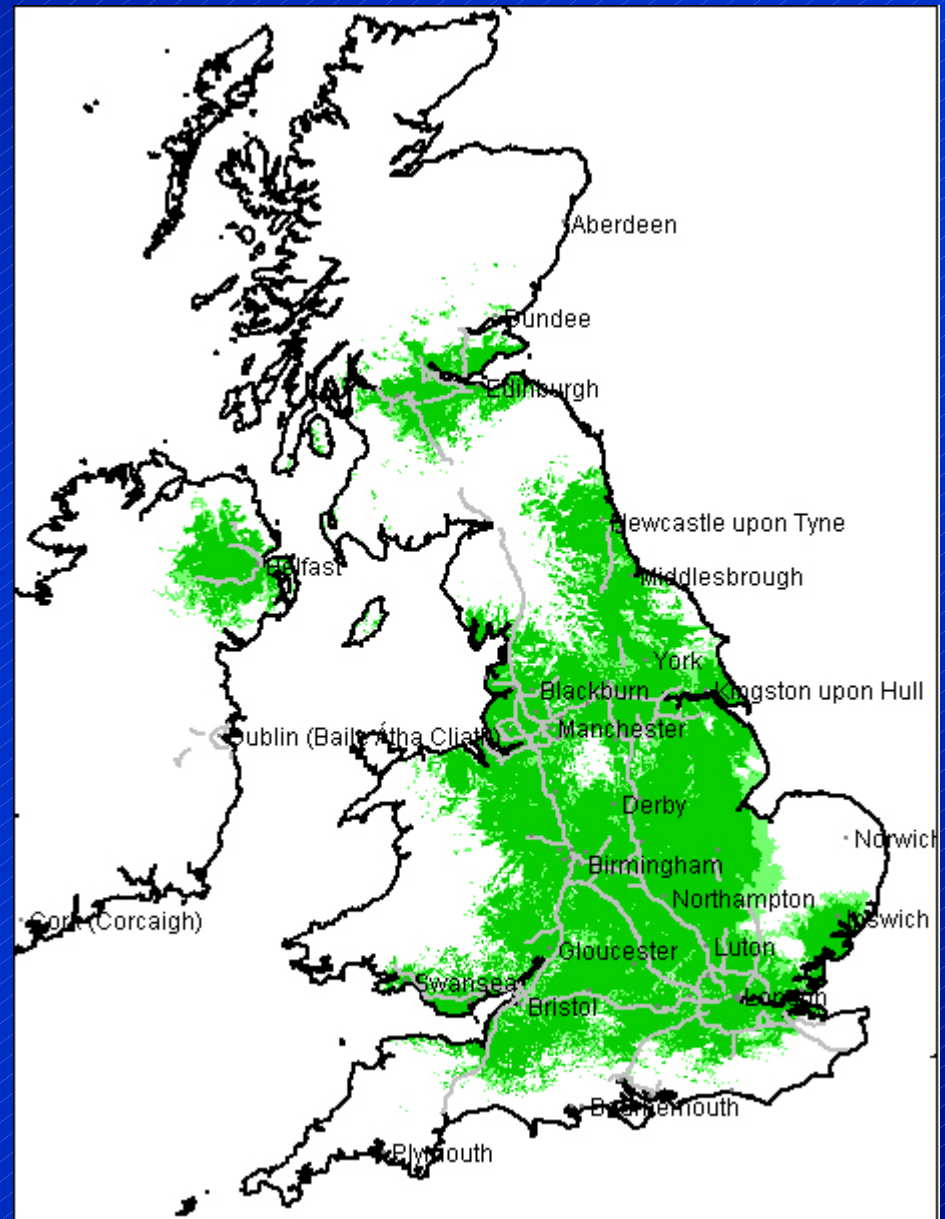 Aberdeen
Dundee
Edinburgh
Newcastle upon Tyne
Belfast
Middlesbrough
York
Blackburn
Kingston upon Hull
Manchester
Dublin (Baile Átha Cliath)
Derby
Norwich
Birmingham
Northampton
Cork (Corcaigh)
Ipswich
Gloucester
Luton
Swansea
London
Bristol
Bournemouth
Plymouth